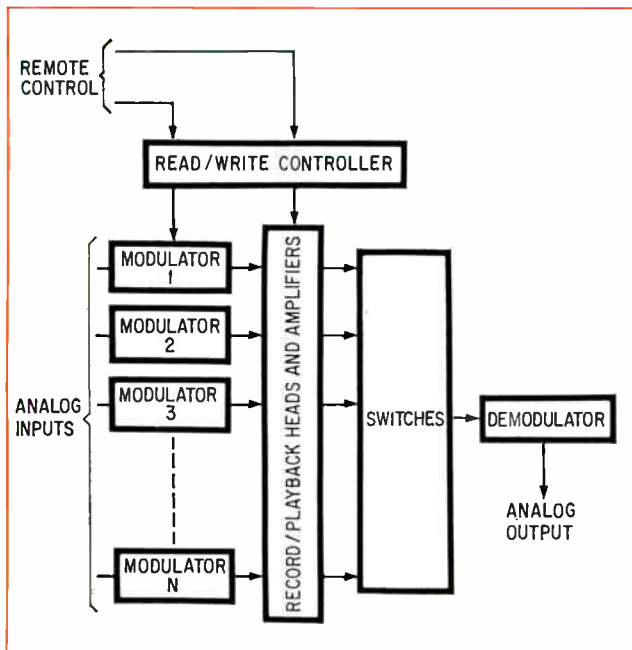 REMOTE
CONTROL
READ/WRITE CONTROLLER
ANALOG
INPUTS
MODULATOR
1
MODULATOR
2
MODULATOR
3
MODULATOR
N
RECORD/PLAYBACK HEADS AND AMPLIFIERS
SWITCHES
DEMODULATOR
ANALOG
OUTPUT